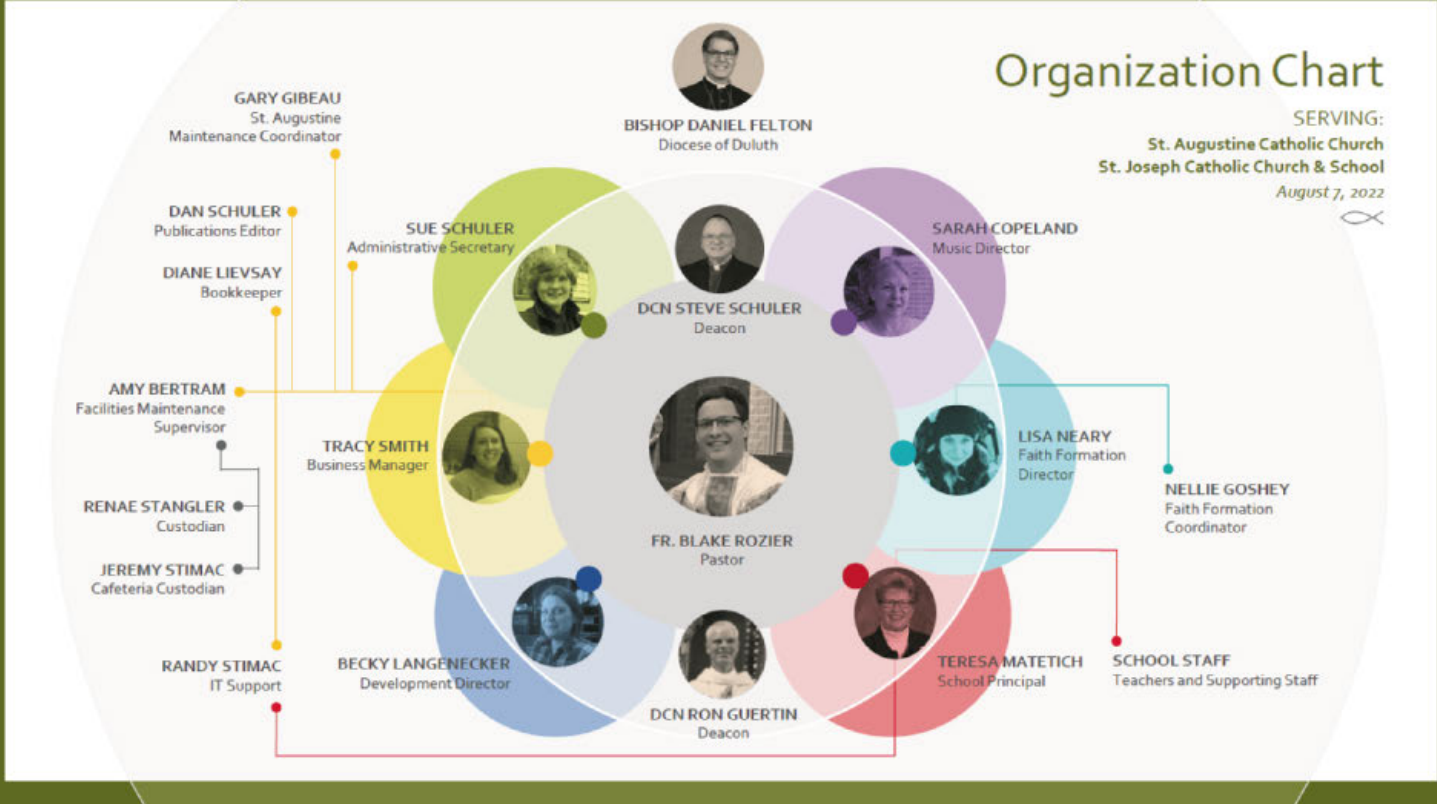 Organization Chart
SERVING:
St. Augustine Catholic Church
St. Joseph Catholic Church & School
August 7, 2022
BISHOP DANIEL FELTON
Diocese of Duluth
GARY GIBEAU
St. Augustine
Maintenance Coordinator
DAN SCHULER
Publications Editor
DIANE LIEVSAY
Bookkeeper
SUE SCHULER
Administrative Secretary
DCN STEVE SCHULER
Deacon
SARAH COPELAND
Music Director
AMY BERTRAM
Facilities Maintenance
Supervisor
TRACY SMITH
Business Manager
LISA NEARY
Faith Formation
Director
NELLIE GOSHEY
Faith Formation
Coordinator
RENAE STANGLER
Custodian
JEREMY STIMAC
Cafeteria Custodian
FR. BLAKE ROZIER
Pastor
RANDY STIMAC
IT Support
BECKY LANGENECKER
Development Director
DCN RON GUERTIN
Deacon
TERESA MATETICH
School Principal
SCHOOL STAFF
Teachers and Supporting Staff